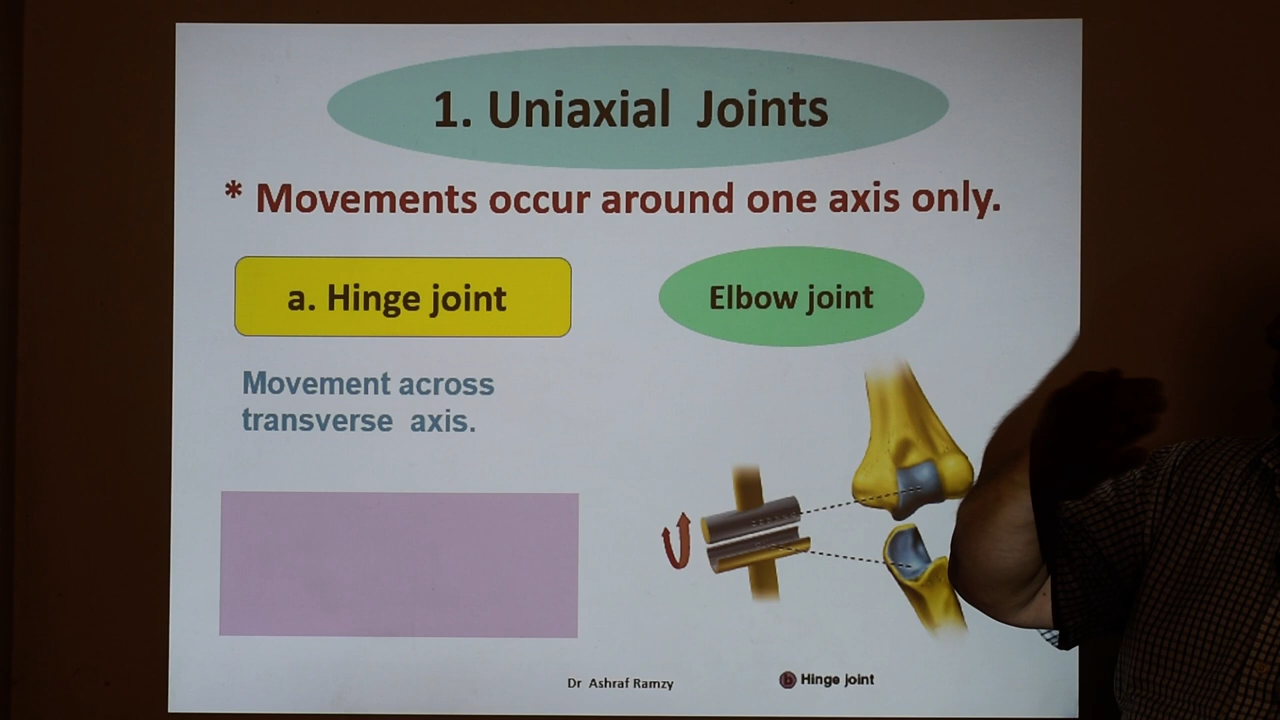 1. Uniaxial Joints
* Movements occur around one axis only.
a. Hinge joint
Elbow joint
Movement across
transverse axis.
Dr Ashraf Ramzy
b Hinge joint